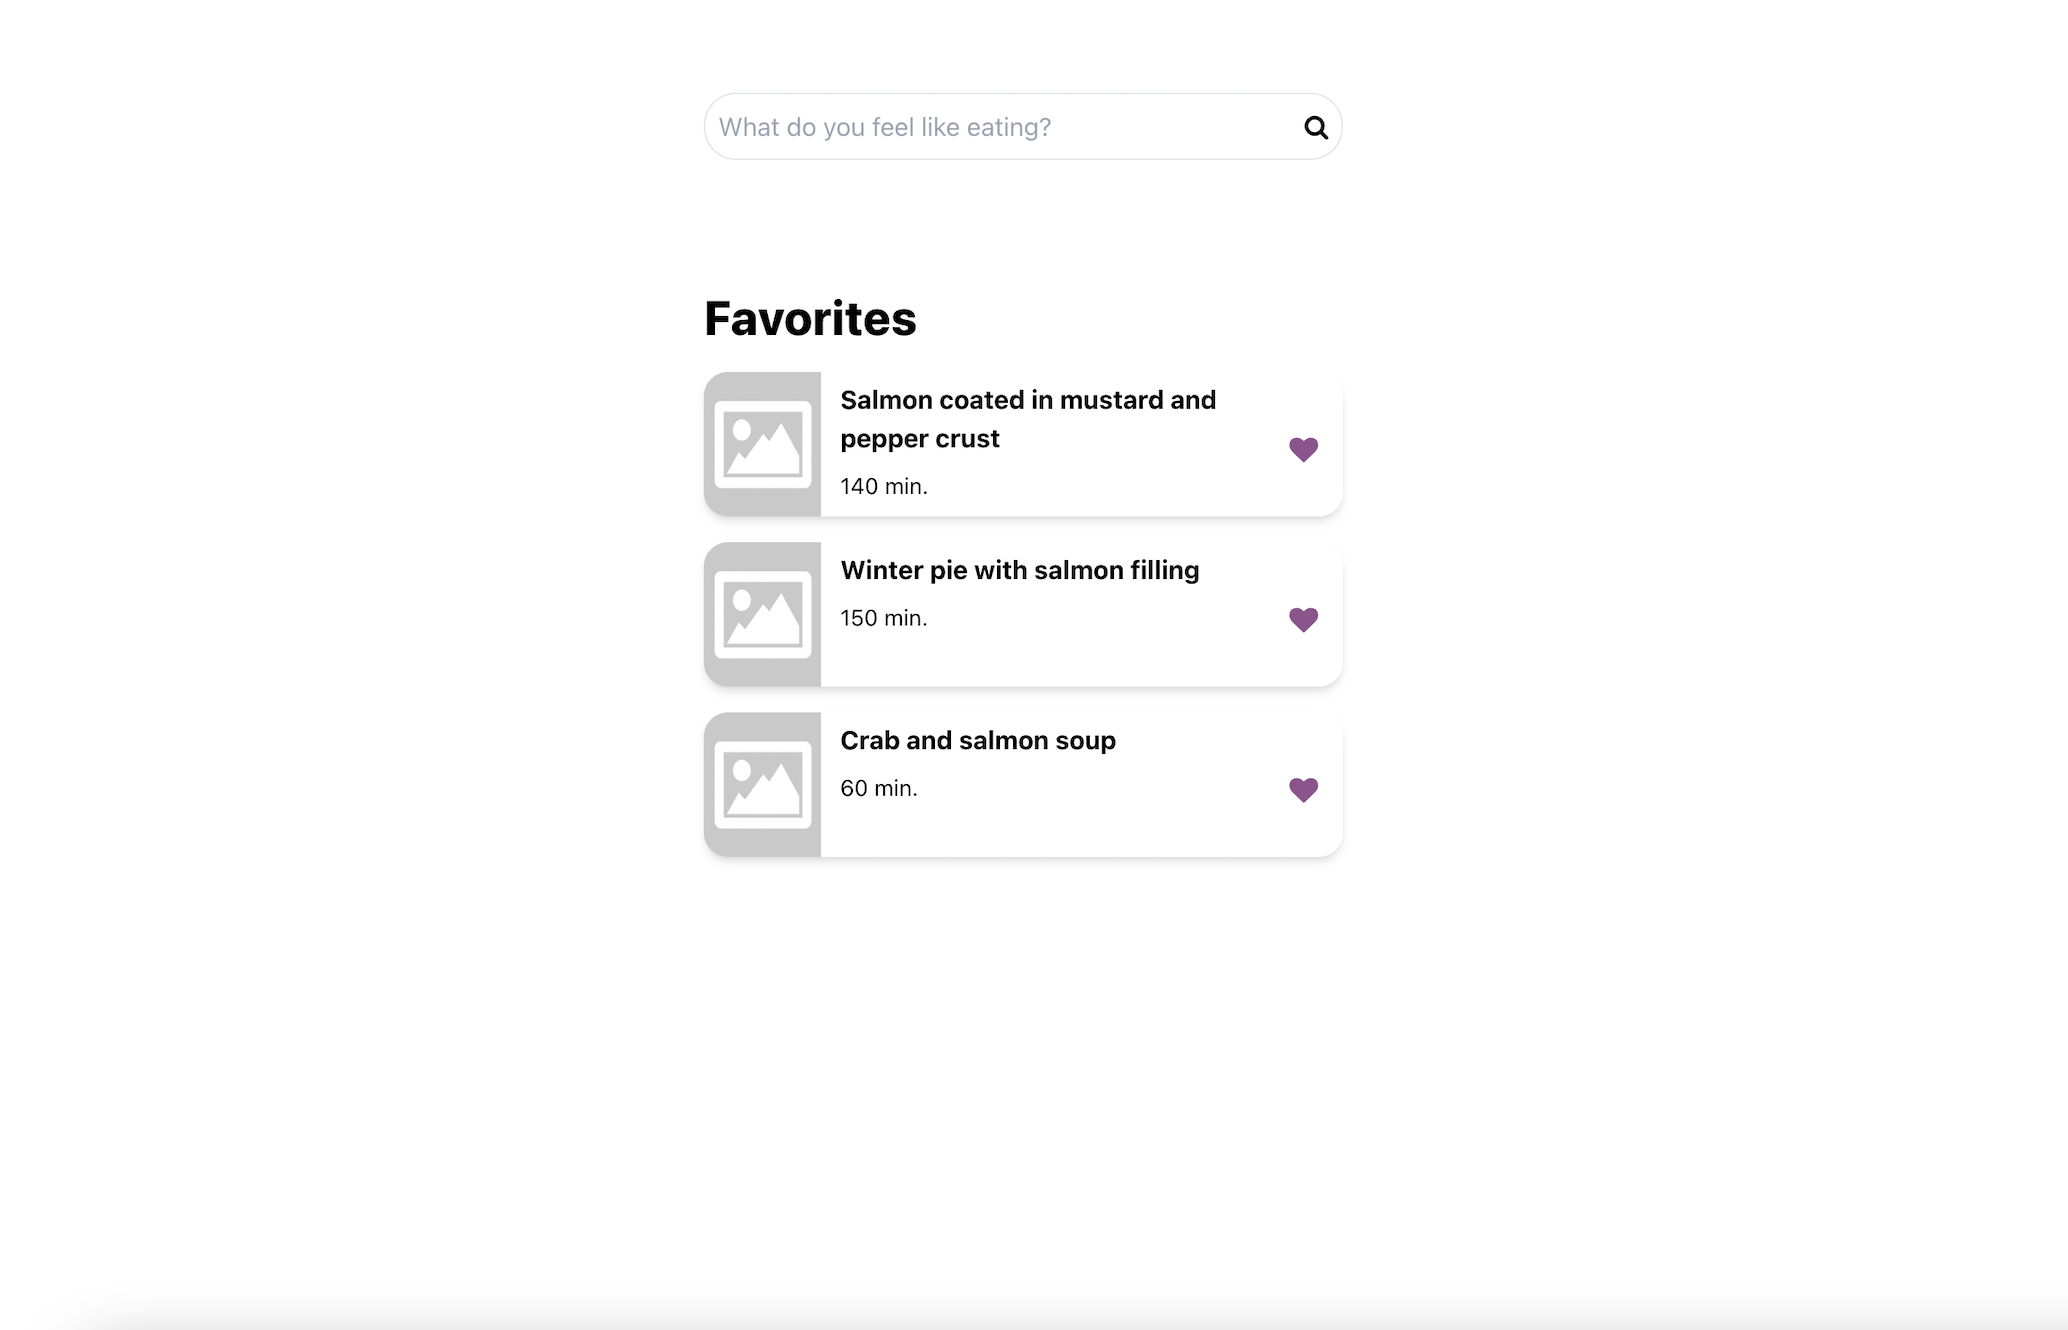 What do you feel like eating?
Favorites
Salmon coated in mustard and
pepper crust
140 min.
Winter pie with salmon filling
150 min.
Crab and salmon soup
60 min.